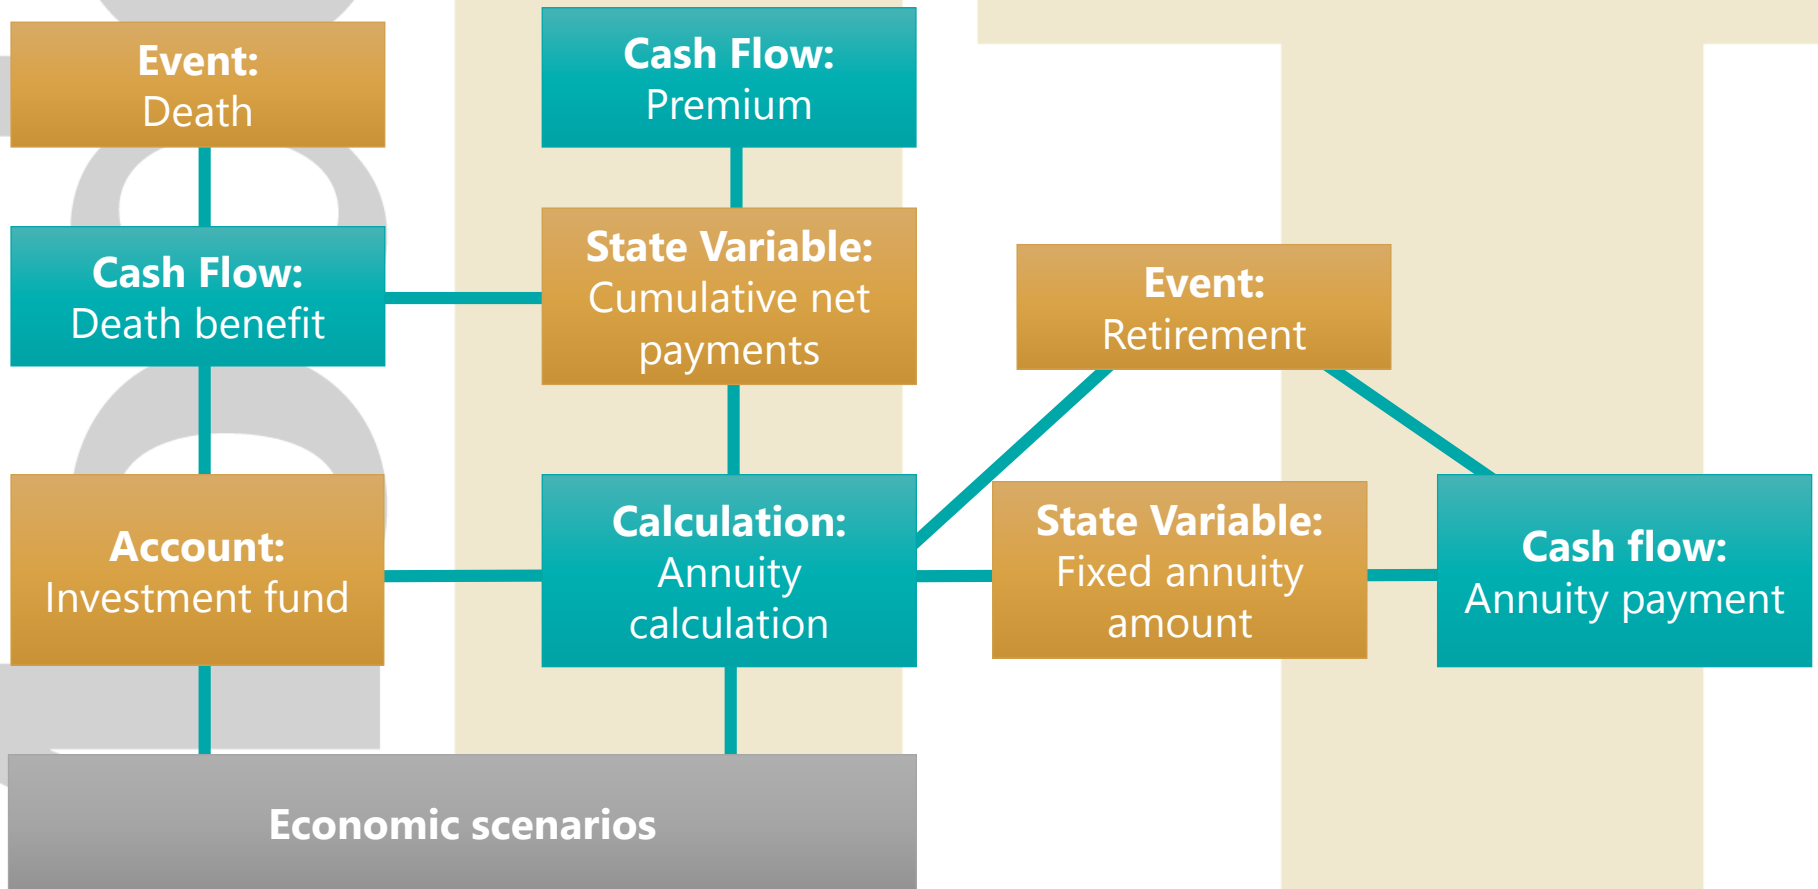 Event:
Death
Cash Flow:
Premium
Cash Flow:
Death benefit
State Variable:
Cumulative net
payments
Event:
Retirement
Account:
Investment fund
Calculation:
Annuity
calculation
State Variable:
Fixed annuity
amount
Cash flow:
Annuity payment
Economic scenarios